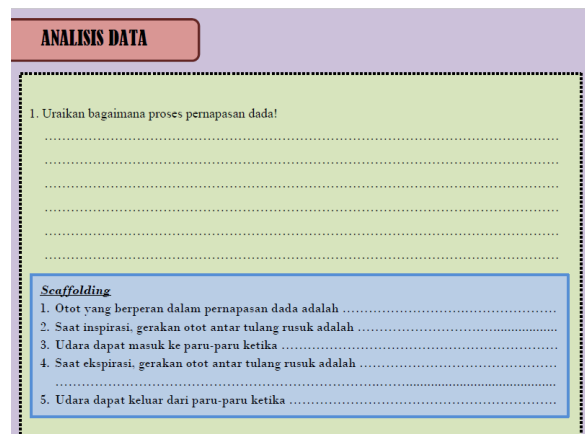 ANALISIS DATA
1. Uraikan bagaimana proses pernapasan dada!
……………………………………………………………………………………………
……………………………………………………………………………………………
……………………………………………………………………………………………
……………………………………………………………………………………………
……………………………………………………………………………………………
……………………………………………………………………………………………
Scaffolding
1. Otot yang berperan dalam pernapasan dada adalah ………………………………………
2. Saat inspirasi, gerakan otot antar tulang rusuk adalah ……………………………………
3. Udara dapat masuk ke paru-paru ketika …………………………………………………
4. Saat ekspirasi, gerakan otot antar tulang rusuk adalah ……………………………………
……………………………………………………………………………………………
5. Udara dapat keluar dari paru-paru ketika ………………………………………………